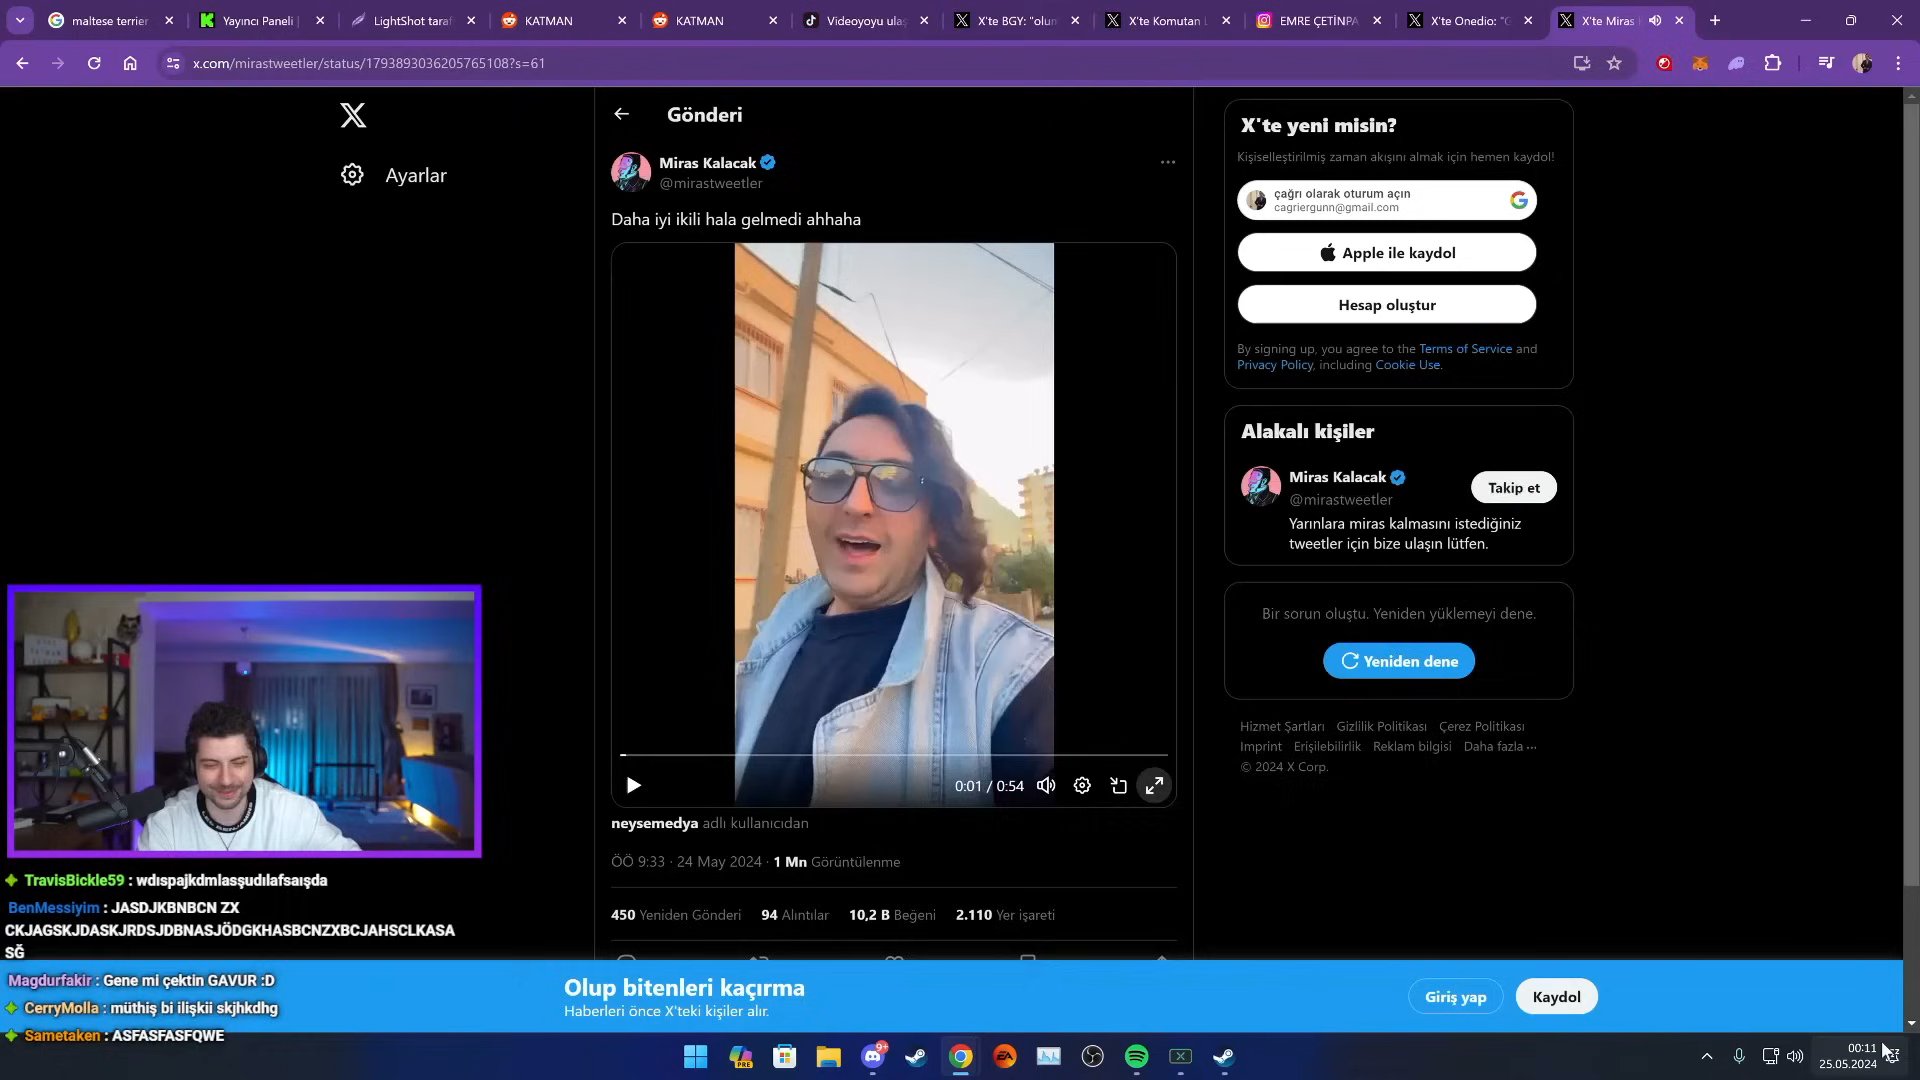 maltese terrier
Yayıncı Paneli |
LightShot taraf
KATMAN
KATMAN
Videoyoyu ulaş
X'te BGY: "olun
X'te Komutan L
EMRE ÇETİNPA
X'te Onedio: "G
X'te Miras
x.com/mirastweetler/status/1793893036205765108?s=61
Ayarlar
Gönderi
Miras Kalacak
@mirastweetler
Daha iyi ikili hala gelmedi ahhaha
0:01 / 0:54
neysemedya adlı kullanıcıdan
ÖÖ 9:33 · 24 May 2024 · 1 Mn Görüntülenme
450 Yeniden Gönderi 94 Alıntılar 10,2 B Beğeni 2.110 Yer işareti
X'te yeni misin?
Kişiselleştirilmiş zaman akışını almak için hemen kaydol!
çağrı olarak oturum açın
cagriergunn@gmail.com
Apple ile kaydol
Hesap oluştur
By signing up, you agree to the Terms of Service and
Privacy Policy, including Cookie Use.
Alakalı kişiler
Miras Kalacak
@mirastweetler
Takip et
Yarınlara miras kalmasını istediğiniz
tweetler için bize ulaşın lütfen.
Bir sorun oluştu. Yeniden yüklemeyi dene.
Yeniden dene
Hizmet Şartları Gizlilik Politikası Çerez Politikası
Imprint Erişilebilirlik Reklam bilgisi Daha fazla ···
© 2024 X Corp.
TravisBickle59 : wdıspajkdmlasşudılafsaışda
BenMessiyim : JASDJKBNBCN ZX
CKJAGSKJDASKJRDSJDBNASJÖDGKHASBCNZXBCJAHSCLKASA
SĞ
Magdurfakir : Gene mi çektin GAVUR :D
CerryMolla : müthiş bi ilişkii skjhkdhg
Sametaken : ASFASFASFQWE
Olup bitenleri kaçırma
Haberleri önce X'teki kişiler alır.
Giriş yap
Kaydol
PRE
9+
EA
00:11
25.05.2024